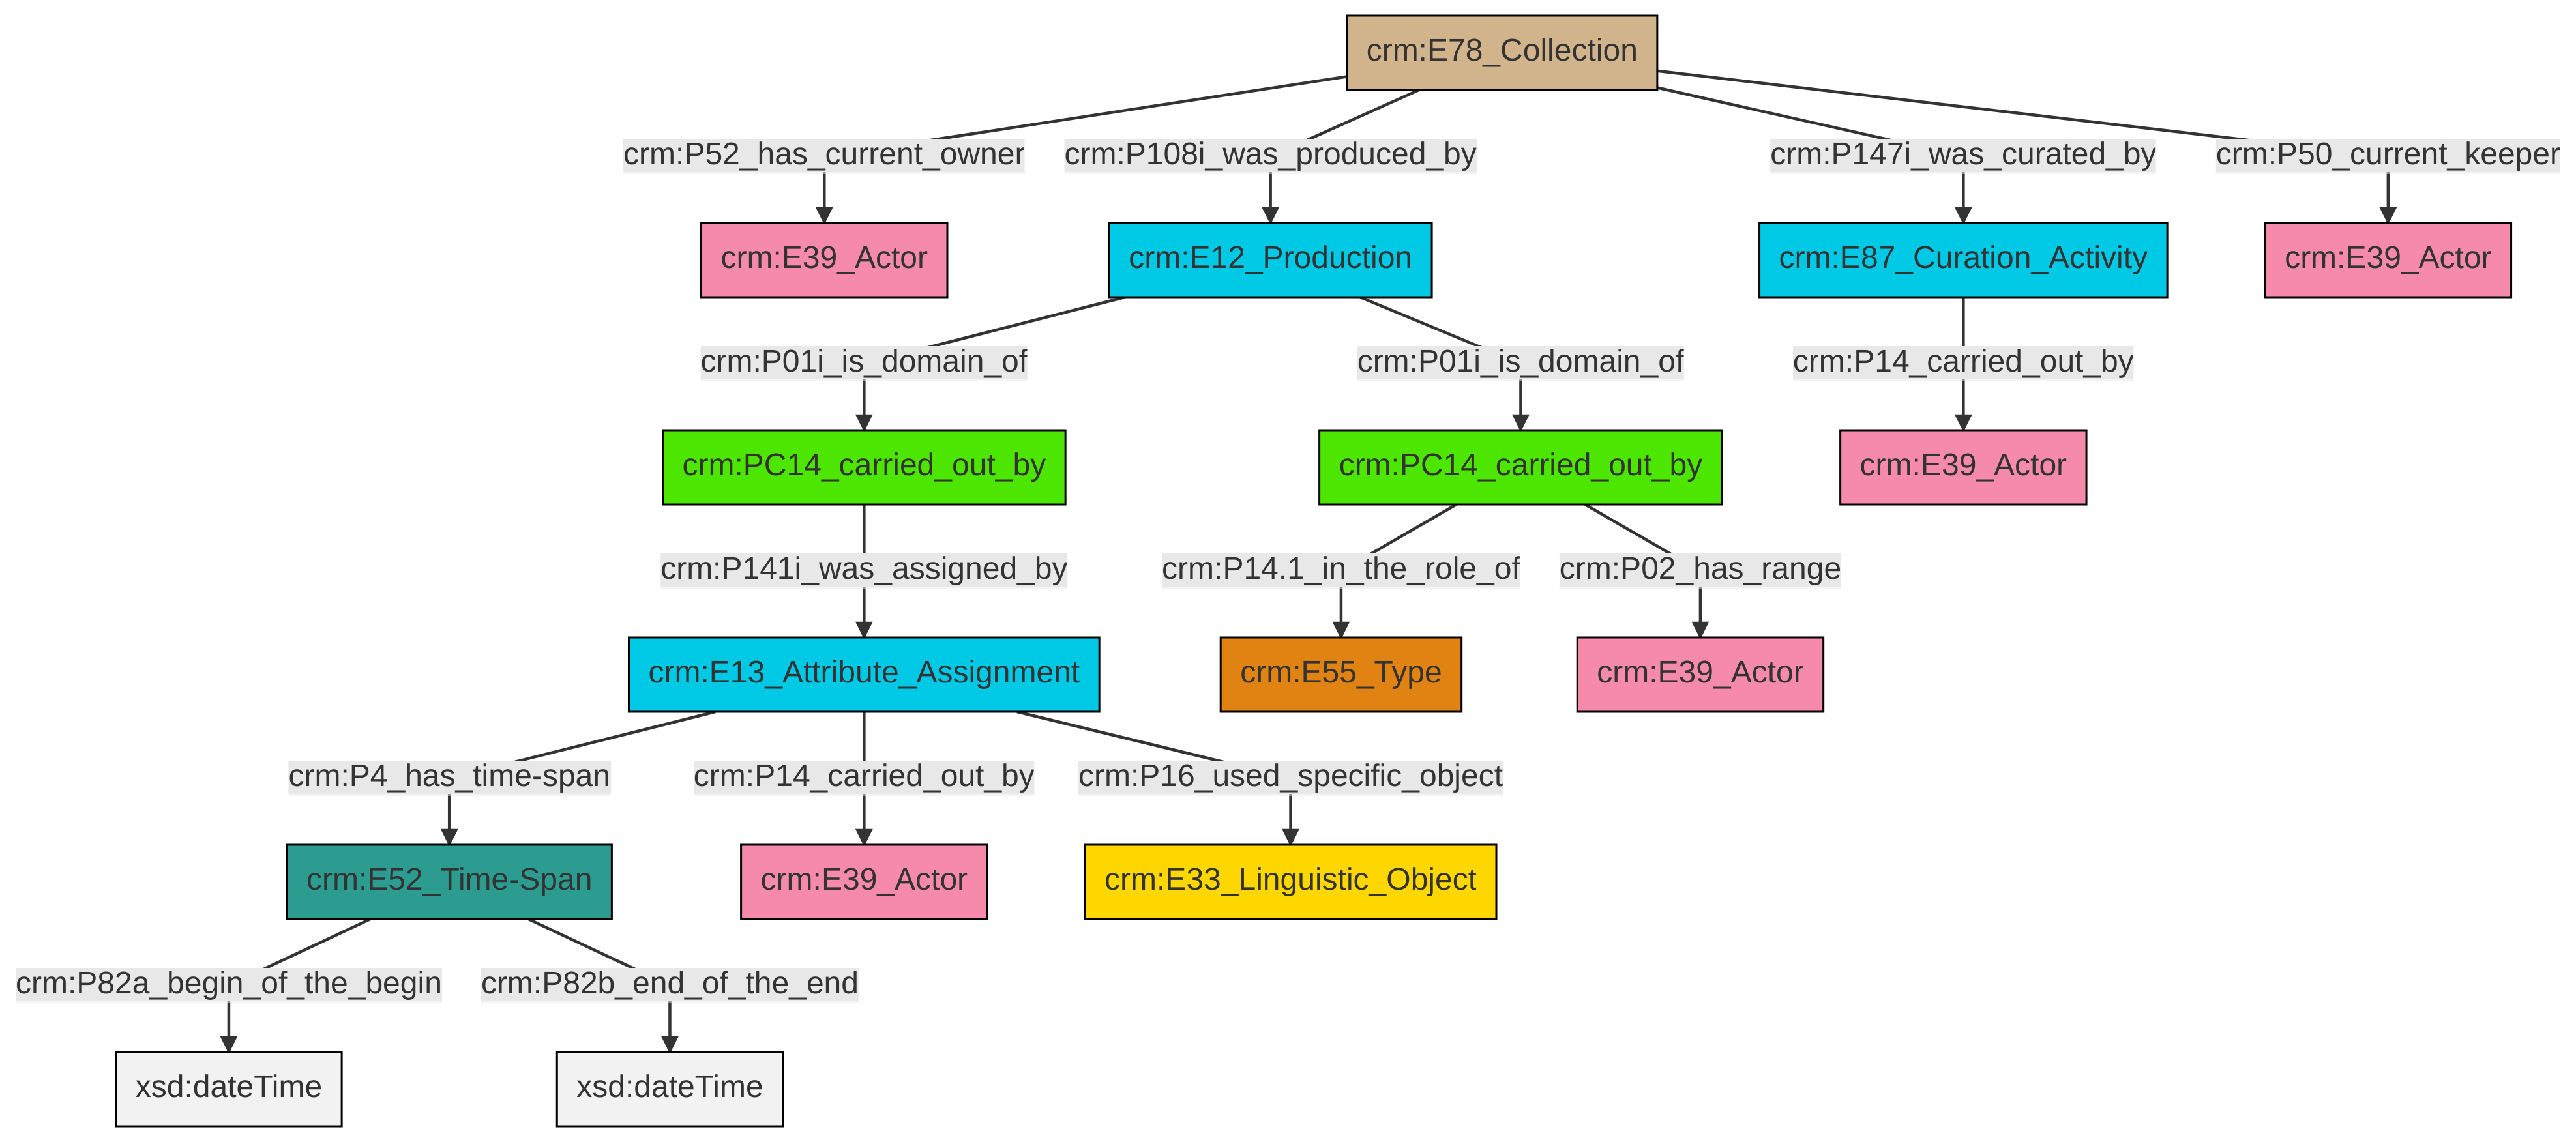 crm:E78_Collection
crm:P52_has_current_owner
crm:P108i_was_produced_by
crm:P147i_was_curated_by
crm:P50_current_keeper
crm:E39_Actor
crm:E12_Production
crm:E87_Curation_Activity
crm:E39_Actor
crm:P01i_is_domain_of
crm:P01i_is_domain_of
crm:P14_carried_out_by
crm:PC14_carried_out_by
crm:PC14_carried_out_by
crm:E39_Actor
crm:P141i_was_assigned_by
crm:P14.1_in_the_role_of
crm:P02_has_range
crm:E13_Attribute_Assignment
crm:E55_Type
crm:E39_Actor
crm:P4_has_time-span
crm:P14_carried_out_by
crm:P16_used_specific_object
crm:E52_Time-Span
crm:E39_Actor
crm:E33_Linguistic_Object
crm:P82a_begin_of_the_begin
crm:P82b_end_of_the_end
xsd:dateTime
xsd:dateTime